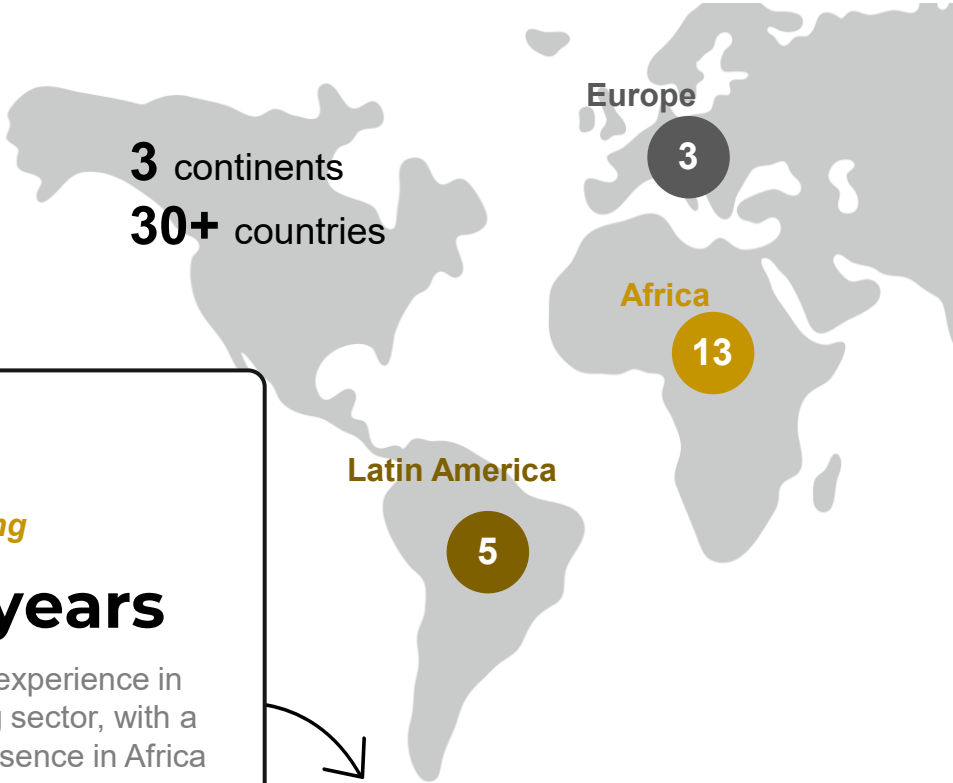 Europe
3
3 continents
30+ countries
Africa
13
Latin America
5
ng
years
experience in
g sector, with a
sence in Africa